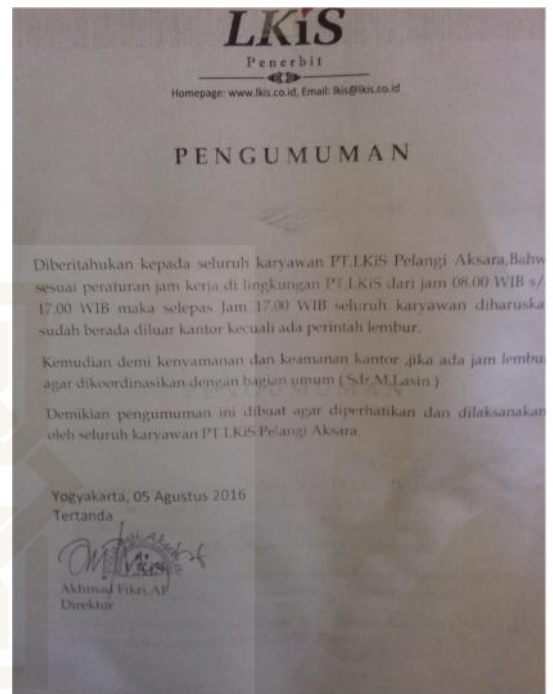 LKiS
Penerbit
Homepage: www.lkis.co.id, Email: lkis@lkis.co.id
PENGUMUMAN
Diberitahukan kepada seluruh karyawan PT.LKiS Pelangi Aksara,Bahw
sesuai peraturan jam kerja di lingkungan PT.LKiS dari jam 08.00 WIB s/
17.00 WIB maka selepas Jam 17.00 WIB seluruh karyawan diharuska
sudah berada diluar kantor kecuali ada perintah lembur.
Kemudian demi kenyamanan dan keamanan kantor ,jika ada jam lembu
agar dikoordinasikan dengan bagian umum ( Sdr.M.Lasin )
Demikian pengumuman ini dibuat agar diperhatikan dan dilaksanakan
oleh seluruh karyawan PT.LKiS Pelangi Aksara.
Yogyakarta, 05 Agustus 2016
Tertanda
Akhmad Fikri.AF
Direktur